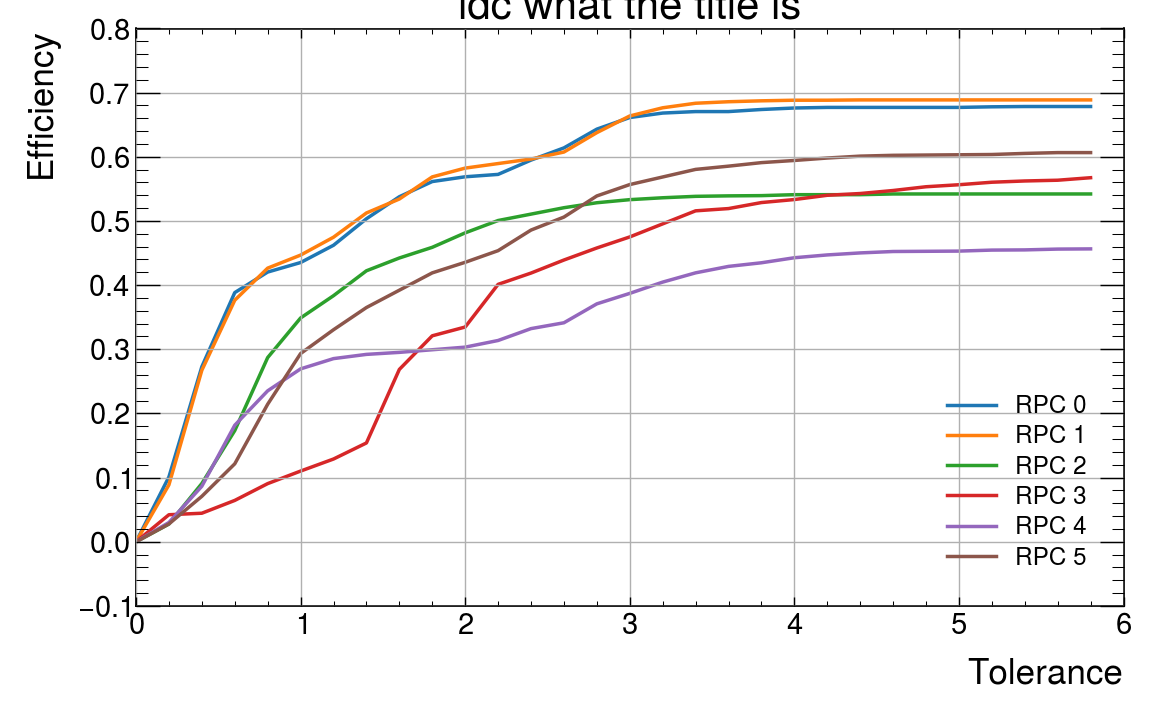 idc what the title is
Efficiency
0.8
0.7
0.6
0.5
0.4
0.3
0.2
0.1
0.0
−0.1
0 1 2 3 4 5 6
Tolerance
RPC 0
RPC 1
RPC 2
RPC 3
RPC 4
RPC 5